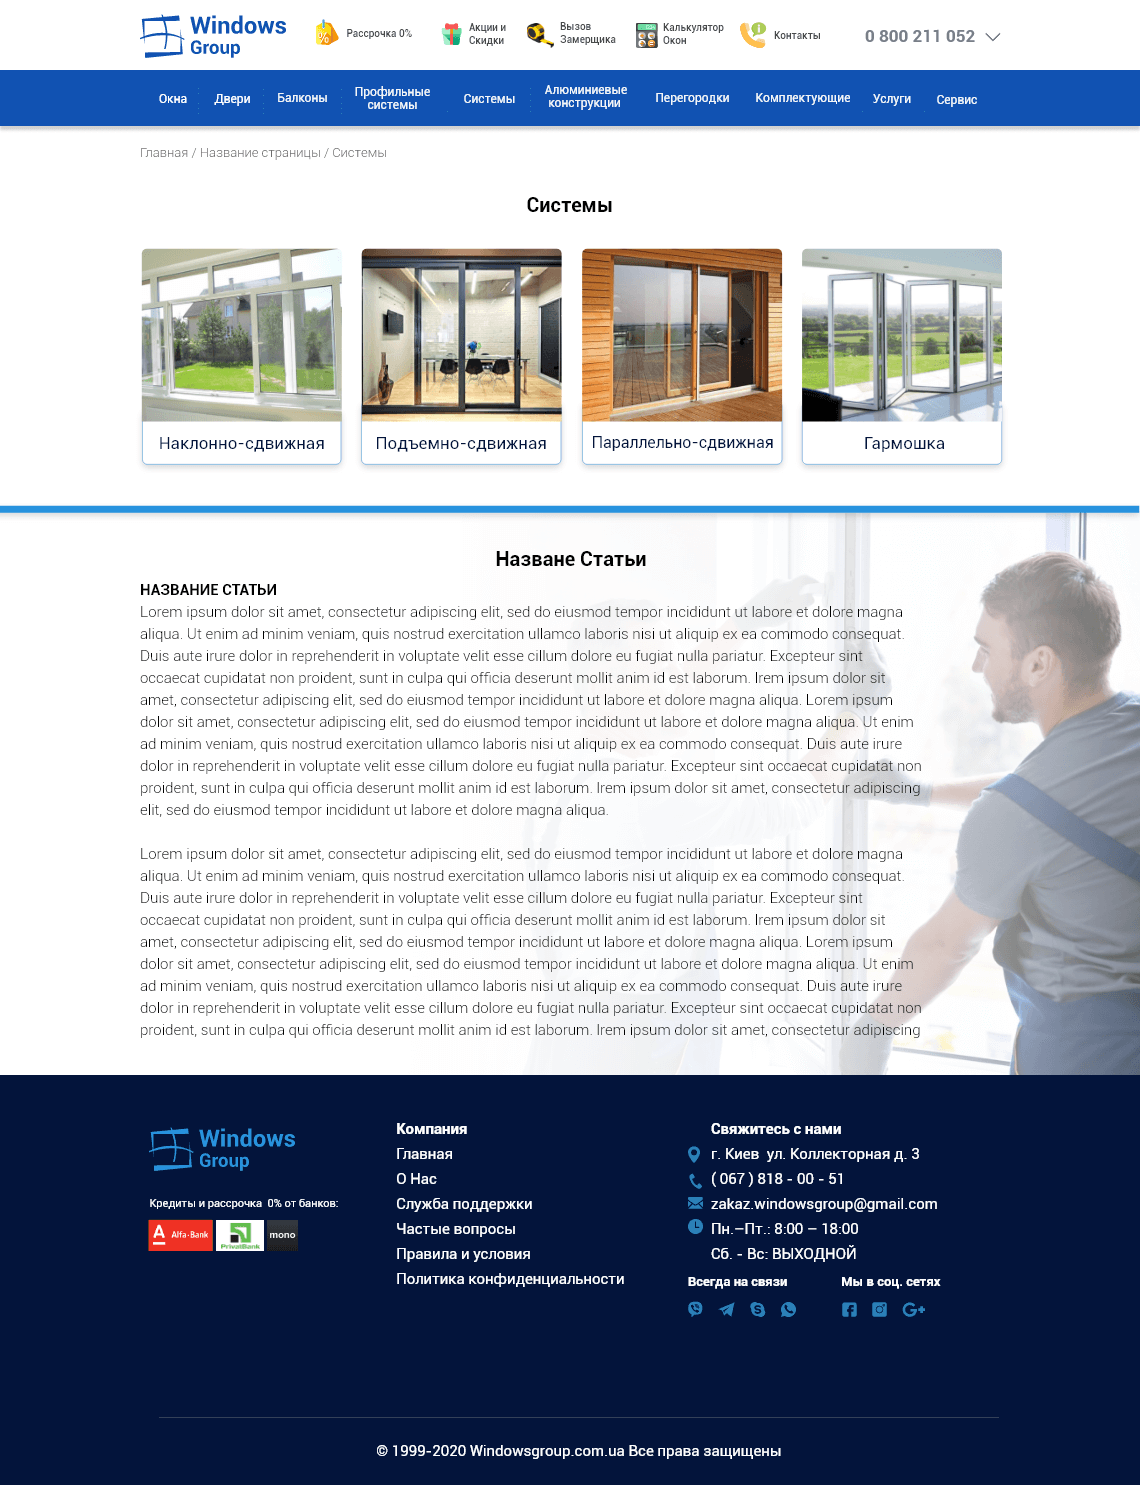 Windows
Group
Рассрочка 0%
Акции и
Скидки
Вызов
Замерщика
Калькулятор
Окон
Контакты
0 800 211 052
Окна
Двери
Балконы
Профильные
системы
Системы
Алюминиевые
конструкции
Перегородки
Комплектующие
Услуги
Сервис
Главная / Название страницы / Системы
Системы
Наклонно-сдвижная
Подъемно-сдвижная
Параллельно-сдвижная
Гармошка
Назване Статьи
НАЗВАНИЕ СТАТЬИ
Lorem ipsum dolor sit amet, consectetur adipiscing elit, sed do eiusmod tempor incididunt ut labore et dolore magna
aliqua. Ut enim ad minim veniam, quis nostrud exercitation ullamco laboris nisi ut aliquip ex ea commodo consequat.
Duis aute irure dolor in reprehenderit in voluptate velit esse cillum dolore eu fugiat nulla pariatur. Excepteur sint
occaecat cupidatat non proident, sunt in culpa qui officia deserunt mollit anim id est laborum. lrem ipsum dolor sit
amet, consectetur adipiscing elit, sed do eiusmod tempor incididunt ut labore et dolore magna aliqua. Lorem ipsum
dolor sit amet, consectetur adipiscing elit, sed do eiusmod tempor incididunt ut labore et dolore magna aliqua. Ut enim
ad minim veniam, quis nostrud exercitation ullamco laboris nisi ut aliquip ex ea commodo consequat. Duis aute irure
dolor in reprehenderit in voluptate velit esse cillum dolore eu fugiat nulla pariatur. Excepteur sint occaecat cupidatat non
proident, sunt in culpa qui officia deserunt mollit anim id est laborum. lrem ipsum dolor sit amet, consectetur adipiscing
elit, sed do eiusmod tempor incididunt ut labore et dolore magna aliqua.
Lorem ipsum dolor sit amet, consectetur adipiscing elit, sed do eiusmod tempor incididunt ut labore et dolore magna
aliqua. Ut enim ad minim veniam, quis nostrud exercitation ullamco laboris nisi ut aliquip ex ea commodo consequat.
Duis aute irure dolor in reprehenderit in voluptate velit esse cillum dolore eu fugiat nulla pariatur. Excepteur sint
occaecat cupidatat non proident, sunt in culpa qui officia deserunt mollit anim id est laborum. lrem ipsum dolor sit
amet, consectetur adipiscing elit, sed do eiusmod tempor incididunt ut labore et dolore magna aliqua. Lorem ipsum
dolor sit amet, consectetur adipiscing elit, sed do eiusmod tempor incididunt ut labore et dolore magna aliqua. Ut enim
ad minim veniam, quis nostrud exercitation ullamco laboris nisi ut aliquip ex ea commodo consequat. Duis aute irure
dolor in reprehenderit in voluptate velit esse cillum dolore eu fugiat nulla pariatur. Excepteur sint occaecat cupidatat non
proident, sunt in culpa qui officia deserunt mollit anim id est laborum. lrem ipsum dolor sit amet, consectetur adipiscing
Windows
Group
Кредиты и рассрочка 0% от банков:
Alfa-Bank
PrivatBank
mono
Компания
Главная
О Нас
Служба поддержки
Частые вопросы
Правила и условия
Политика конфиденциальности
Свяжитесь с нами
г. Киев ул. Коллекторная д. 3
( 067 ) 818 - 00 - 51
zakaz.windowsgroup@gmail.com
Пн.–Пт.: 8:00 – 18:00
Сб. - Вс: ВЫХОДНОЙ
Всегда на связи
Мы в соц. сетях
© 1999-2020 Windowsgroup.com.ua Все права защищены